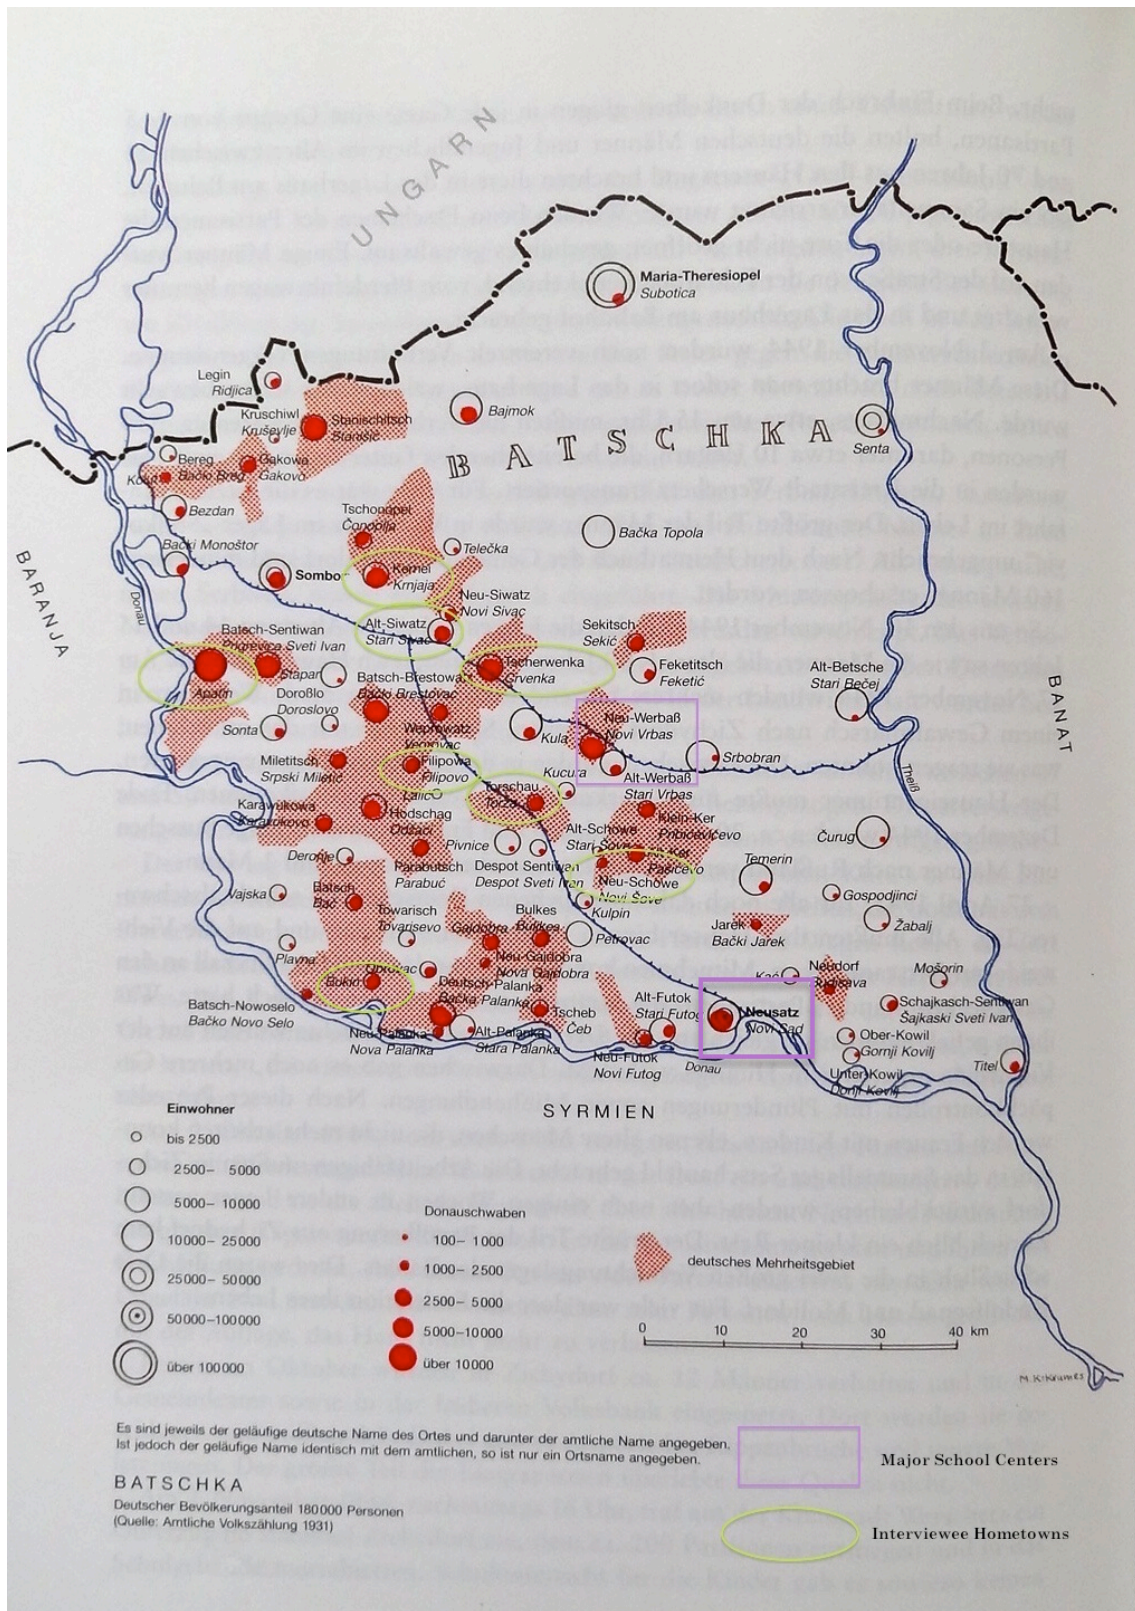 UNGARN
Maria-Theresiopel
Subotica
Legin
Ridjica
Kruschiwl
Kruševlje
Stanischitsch
Stanišić
Bajmok
BATSCHKA
Senta
Bereg
Bački Breg
Gakowa
Gakovo
Bezdan
Tschonopel
Čonoplja
Bačka Topola
Bački Monoštor
Telečka
BARANJA
Donau
Sombor
Kernei
Krnjaja
Neu-Siwatz
Novi Sivac
Alt-Siwatz
Stari Sivac
Sekitsch
Sekić
Batsch-Sentiwan
Prigrevica Sveti Ivan
Apatin
Stapar
Tscherwenka
Crvenka
Feketitsch
Feketić
Alt-Betsche
Stari Bečej
BANAT
Doroßlo
Doroslovo
Batsch-Brestowatz
Bački Brestovac
Sonta
Weprowatz
Veprovac
Kula
Neu-Werbaß
Novi Vrbas
Srbobran
Miletitsch
Srpski Miletić
Filipowa
Filipovo
Kucura
Alt-Werbaß
Stari Vrbas
Theiß
Lalić
Torschau
Torža
Karawukowa
Karavukovo
Hodschag
Odžaci
Klein-Ker
Pribićevićevo
Čurug
Alt-Schowe
Stari Šove
Deronje
Parabutsch
Parabuć
Pivnice
Despot Sentiwan
Despot Sveti Ivan
Pašićevo
Temerin
Vajska
Batsch
Bač
Neu-Schowe
Novi Šove
Kulpin
Gospodjinci
Towarisch
Tovarisevo
Gajdobra
Bulkes
Bulkes
Petrovac
Jarek
Bački Jarek
Žabalj
Plavna
Obrovac
Neu-Gajdobra
Nova Gajdobra
Kać
Neudorf
Rudisava
Mošorin
Bukin
Deutsch-Palanka
Bačka Palanka
Batsch-Nowoselo
Bačko Novo Selo
Alt-Futok
Stari Futog
Neusatz
Novi Sad
Schajkasch-Sentiwan
Šajkaski Sveti Ivan
Tscheb
Čeb
Neu-Palanka
Nova Palanka
Alt-Palanka
Stara Palanka
Ober-Kowil
Gornji Kovilj
Neu-Futok
Novi Futog
Donau
Unter-Kowil
Donji Kovilj
Titel
SYRMIEN
Einwohner
bis 2500
2500– 5000
5000– 10000
10000– 25000
25000– 50000
50000–100000
über 100000
Donauschwaben
100– 1000
1000– 2500
2500– 5000
5000–10000
über 10000
deutsches Mehrheitsgebiet
0 10 20 30 40 km
M.K.Krumes
Es sind jeweils der geläufige deutsche Name des Ortes und darunter der amtliche Name angegeben.
Ist jedoch der geläufige Name identisch mit dem amtlichen, so ist nur ein Ortsname angegeben.
BATSCHKA
Deutscher Bevölkerungsanteil 180000 Personen
(Quelle: Amtliche Volkszählung 1931)
Major School Centers
Interviewee Hometowns